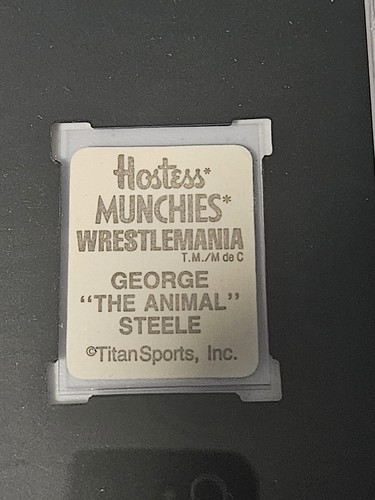 Hostess*
MUNCHIES*
WRESTLEMANIA
T.M./M de C
GEORGE
“THE ANIMAL”
STEELE
©TitanSports, Inc.